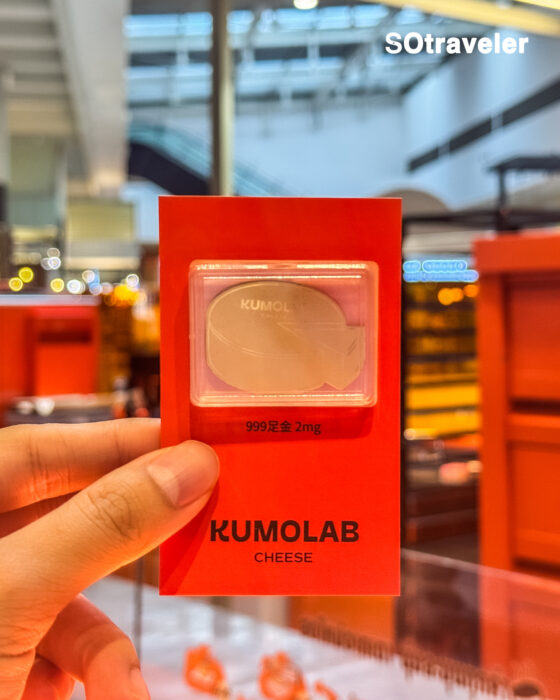 SOtraveler
KUMOL
999足金 2mg
KUMOLAB
CHEESE